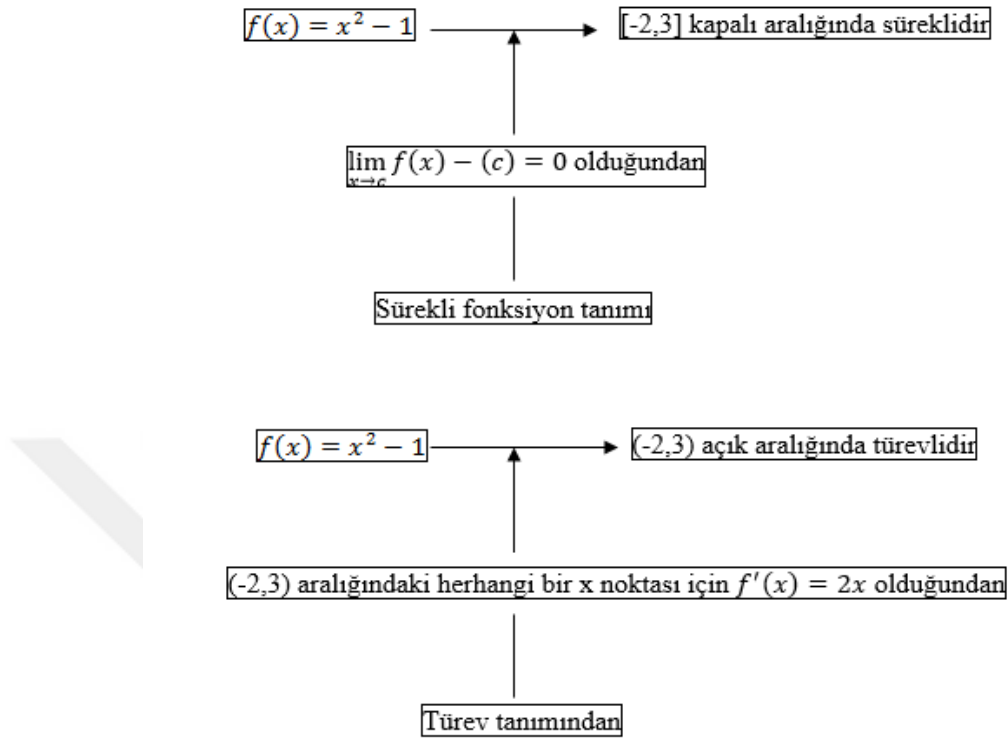 f(x) = x² − 1 [-2,3] kapalı aralığında süreklidir
lim x→c f(x) − (c) = 0 olduğundan
Sürekli fonksiyon tanımı
f(x) = x² − 1 (-2,3) açık aralığında türevlidir
(-2,3) aralığındaki herhangi bir x noktası için f′(x) = 2x olduğundan
Türev tanımından